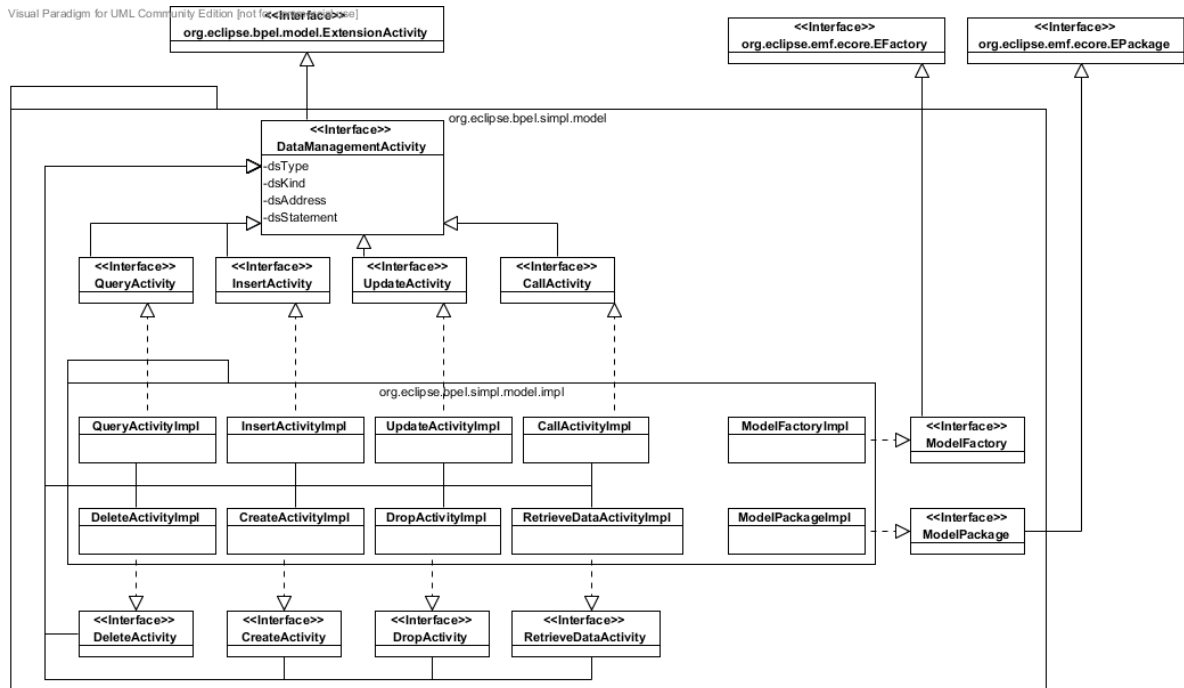 Visual Paradigm for UML Community Edition [not for commercial use]
<<Interface>>
org.eclipse.bpel.model.ExtensionActivity
<<Interface>>
org.eclipse.emf.ecore.EFactory
<<Interface>>
org.eclipse.emf.ecore.EPackage
org.eclipse.bpel.simpl.model
<<Interface>>
DataManagementActivity
-dsType
-dsKind
-dsAddress
-dsStatement
<<Interface>>
QueryActivity
<<Interface>>
InsertActivity
<<Interface>>
UpdateActivity
<<Interface>>
CallActivity
org.eclipse.bpel.simpl.model.impl
QueryActivityImpl
InsertActivityImpl
UpdateActivityImpl
CallActivityImpl
ModelFactoryImpl
<<Interface>>
ModelFactory
DeleteActivityImpl
CreateActivityImpl
DropActivityImpl
RetrieveDataActivityImpl
ModelPackageImpl
<<Interface>>
ModelPackage
<<Interface>>
DeleteActivity
<<Interface>>
CreateActivity
<<Interface>>
DropActivity
<<Interface>>
RetrieveDataActivity